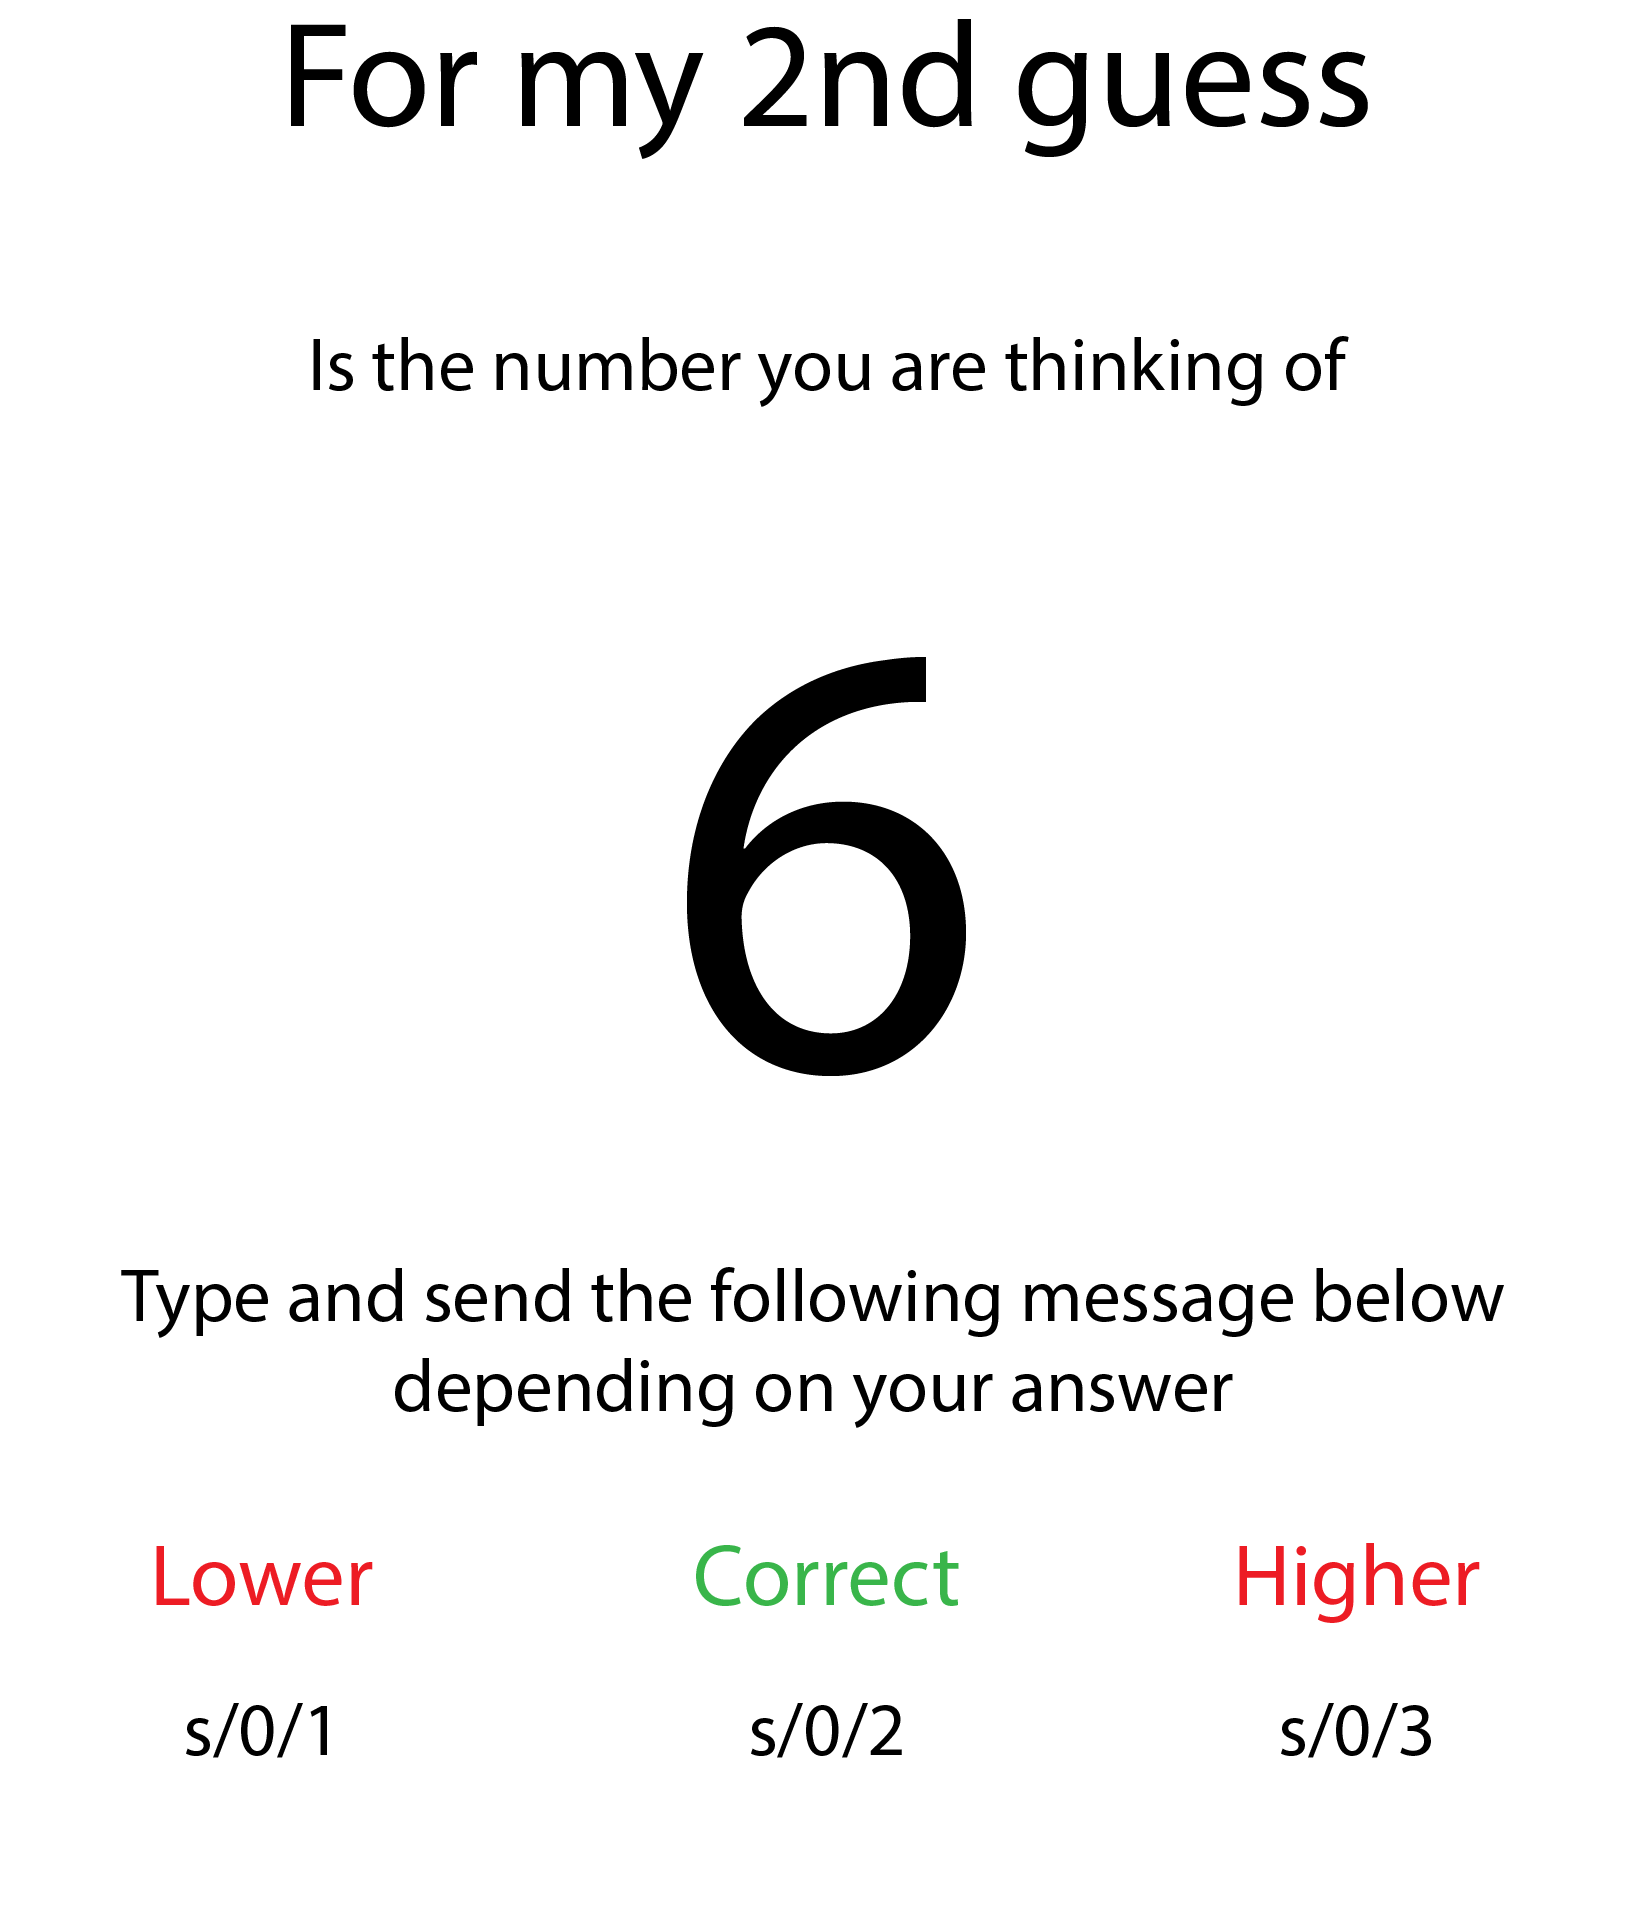 For my 2nd guess
Is the number you are thinking of
6
Type and send the following message below
depending on your answer
Lower Correct Higher
s/0/1 s/0/2 s/0/3